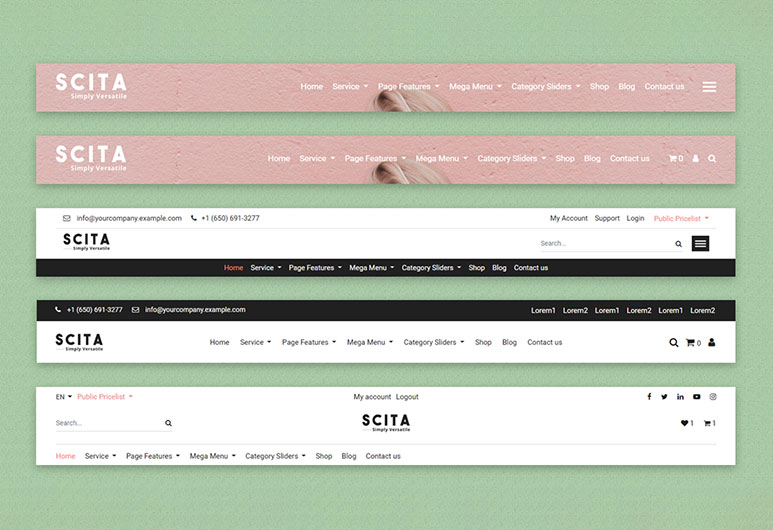 SCITA
Simply Versatile
Home Service Page Features Mega Menu Category Sliders Shop Blog Contact us
SCITA
Simply Versatile
Home Service Page Features Mega Menu Category Sliders Shop Blog Contact us 0
info@yourcompany.example.com +1 (650) 691-3277 My Account Support Login Public Pricelist
SCITA
Simply Versatile
Search...
Home Service Page Features Mega Menu Category Sliders Shop Blog Contact us
+1 (650) 691-3277 info@yourcompany.example.com Lorem1 Lorem2 Lorem1 Lorem2 Lorem1 Lorem2
SCITA
Simply Versatile
Home Service Page Features Mega Menu Category Sliders Shop Blog Contact us 0
EN Public Pricelist My account Logout
Search... SCITA 1 1
Simply Versatile
Home Service Page Features Mega Menu Category Sliders Shop Blog Contact us